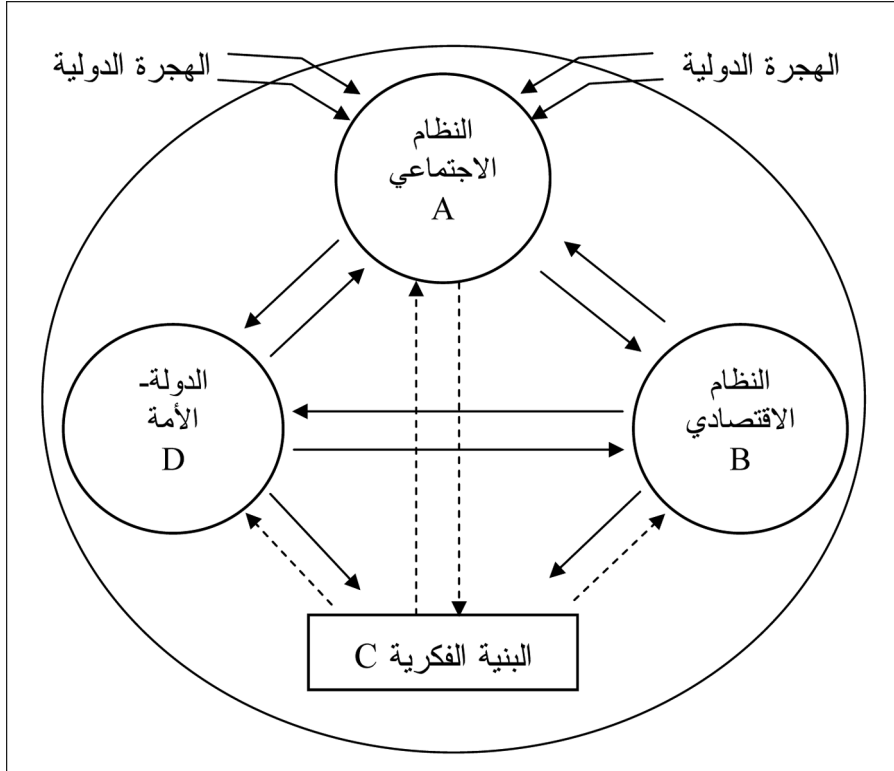 الهجرة الدولية
الهجرة الدولية
النظام
الاجتماعي
A
النظام
الاقتصادي
B
الدولة-
الأمة
D
البنية الفكرية C